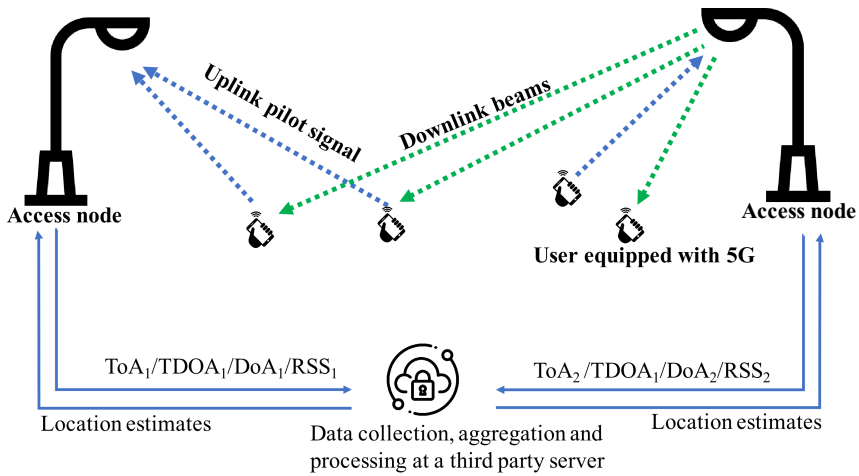 Uplink pilot signal
Downlink beams
Access node
Access node
User equipped with 5G
ToA₁/TDOA₁/DoA₁/RSS₁
ToA₂/TDOA₁/DoA₂/RSS₂
Location estimates
Location estimates
Data collection, aggregation and
processing at a third party server